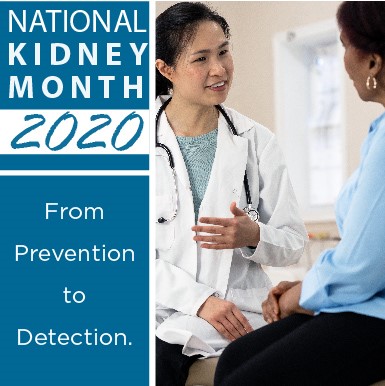 NATIONAL
KIDNEY
MONTH
2020
From
Prevention
to
Detection.